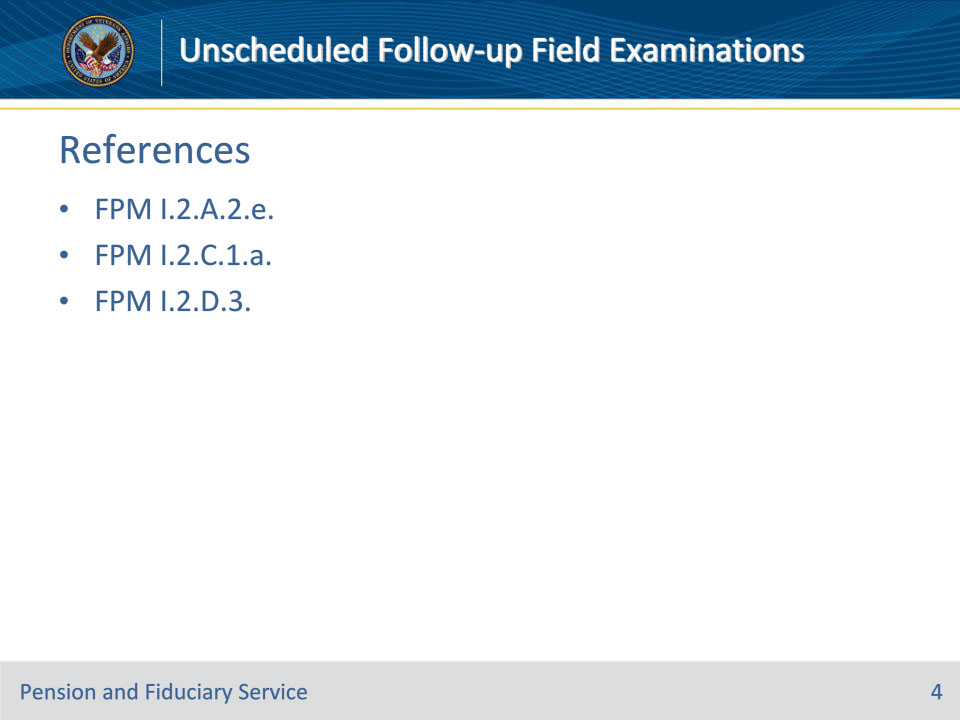 Unscheduled Follow-up Field Examinations
References
• FPM I.2.A.2.e.
• FPM I.2.C.1.a.
• FPM I.2.D.3.
Pension and Fiduciary Service
4